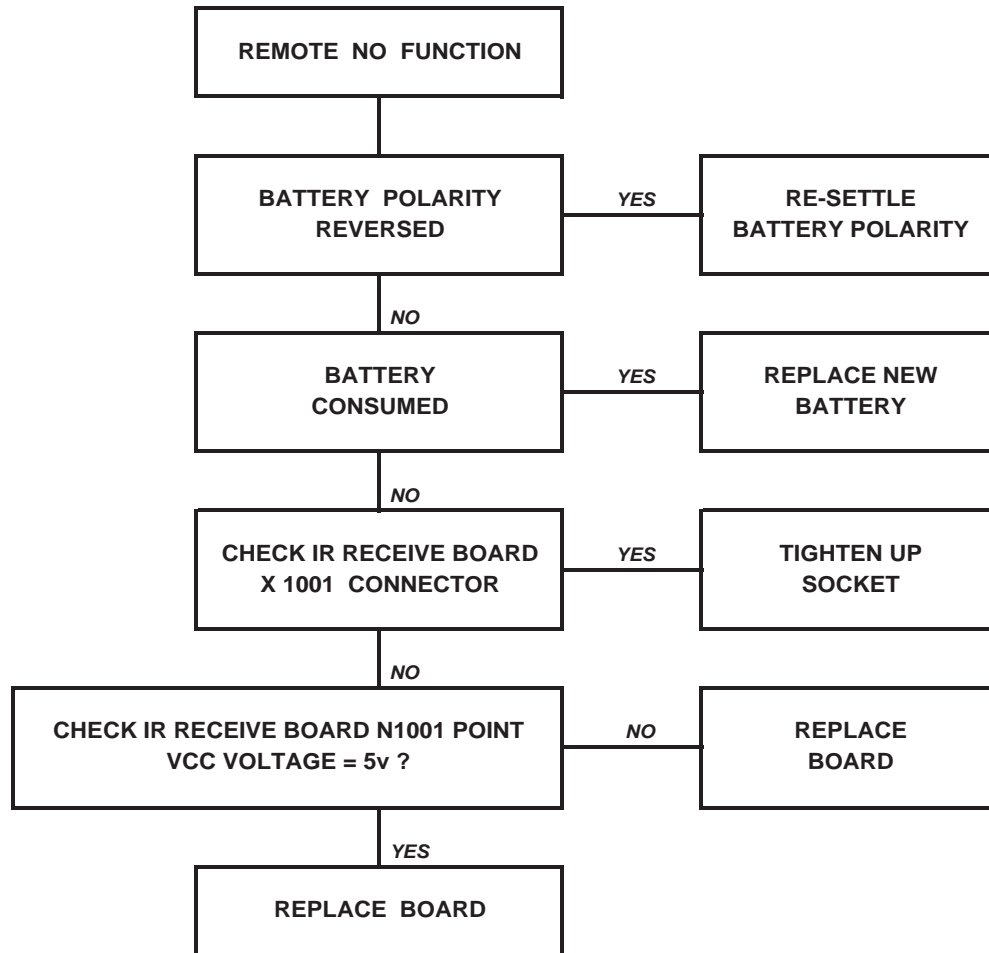 REMOTE NO FUNCTION
BATTERY POLARITY
REVERSED
YES
RE-SETTLE
BATTERY POLARITY
NO
BATTERY
CONSUMED
YES
REPLACE NEW
BATTERY
NO
CHECK IR RECEIVE BOARD
X 1001 CONNECTOR
YES
TIGHTEN UP
SOCKET
NO
CHECK IR RECEIVE BOARD N1001 POINT
VCC VOLTAGE = 5v ?
NO
REPLACE
BOARD
YES
REPLACE BOARD